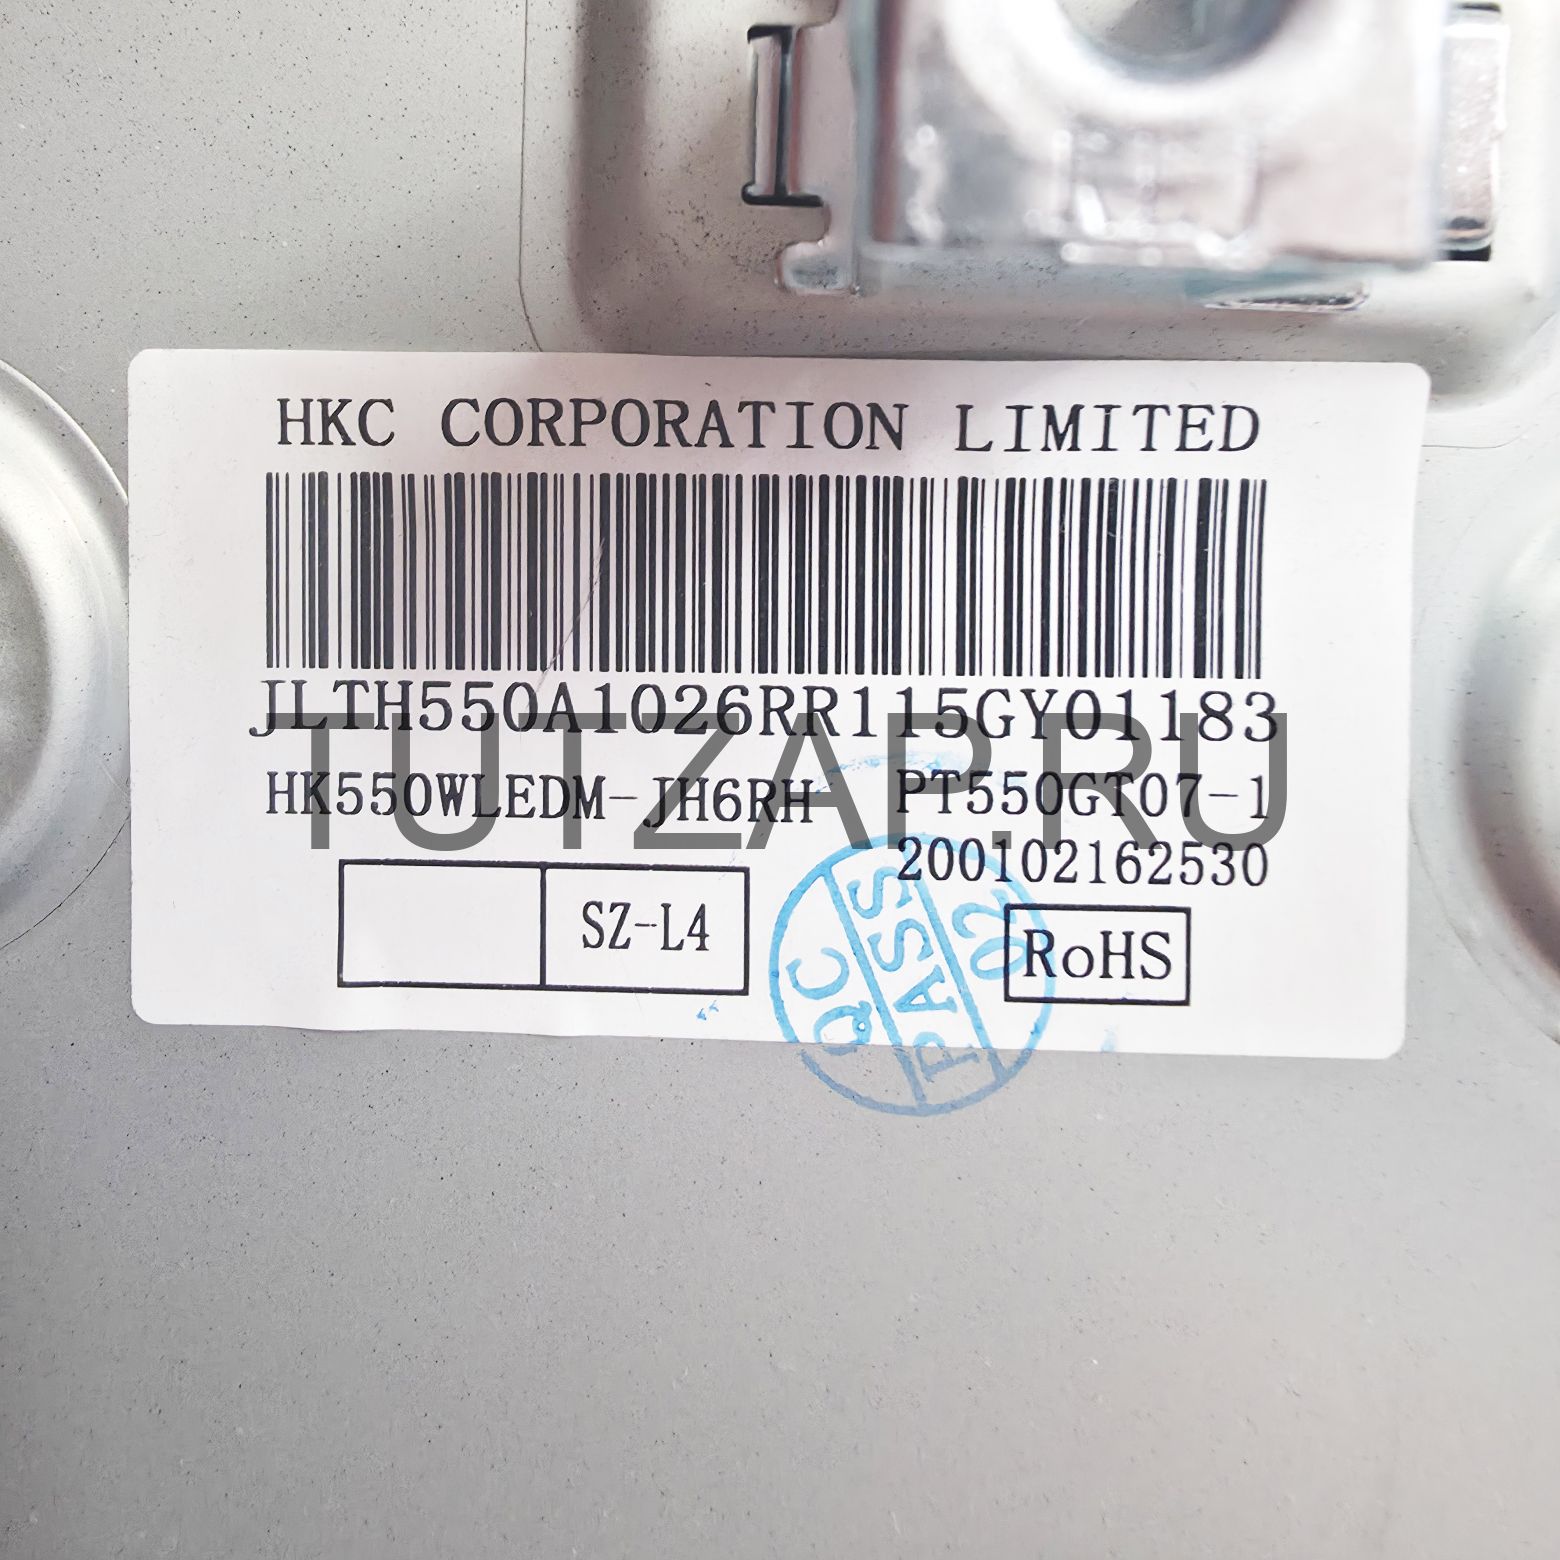 HKC CORPORATION LIMITED
JLTH550A1026RR115GY01183
TUTZAP.RU
HK550WLEDM-JH6RH PT550GT07-1
200102162530
SZ-L4
QC
PASS
02
RoHS